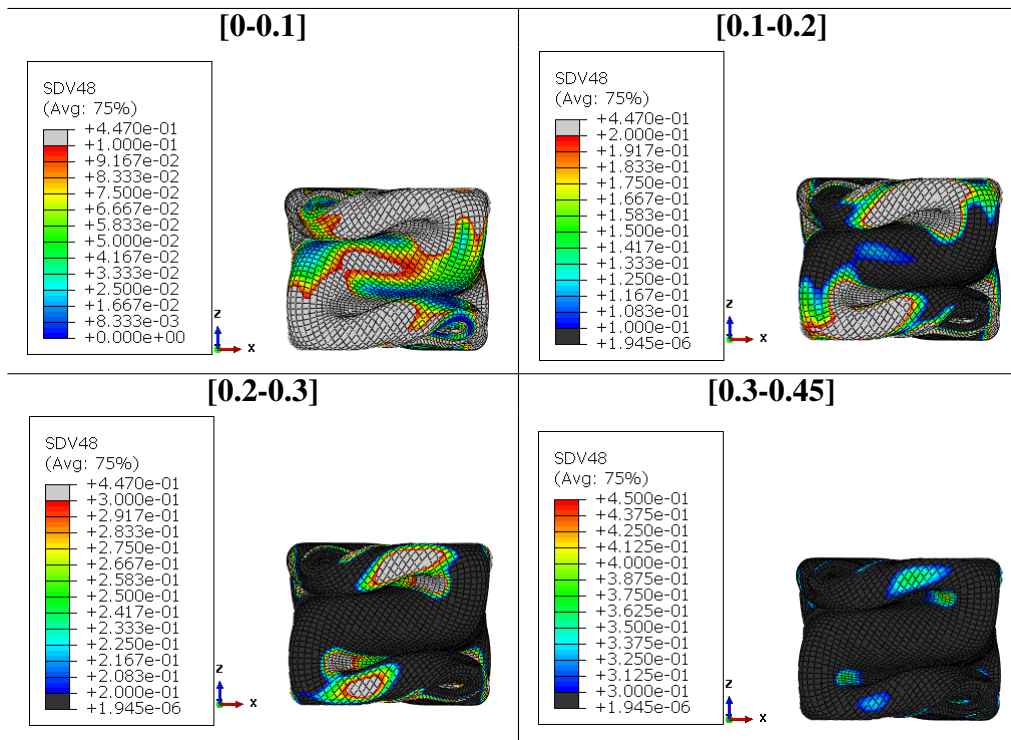 [0-0.1]
SDV48
(Avg: 75%)
+4.470e-01
+1.000e-01
+9.167e-02
+8.333e-02
+7.500e-02
+6.667e-02
+5.833e-02
+5.000e-02
+4.167e-02
+3.333e-02
+2.500e-02
+1.667e-02
+8.333e-03
+0.000e+00
Z
X
[0.1-0.2]
SDV48
(Avg: 75%)
+4.470e-01
+2.000e-01
+1.917e-01
+1.833e-01
+1.750e-01
+1.667e-01
+1.583e-01
+1.500e-01
+1.417e-01
+1.333e-01
+1.250e-01
+1.167e-01
+1.083e-01
+1.000e-01
+1.945e-06
Z
X
[0.2-0.3]
SDV48
(Avg: 75%)
+4.470e-01
+3.000e-01
+2.917e-01
+2.833e-01
+2.750e-01
+2.667e-01
+2.583e-01
+2.500e-01
+2.417e-01
+2.333e-01
+2.250e-01
+2.167e-01
+2.083e-01
+2.000e-01
+1.945e-06
Z
X
[0.3-0.45]
SDV48
(Avg: 75%)
+4.500e-01
+4.375e-01
+4.250e-01
+4.125e-01
+4.000e-01
+3.875e-01
+3.750e-01
+3.625e-01
+3.500e-01
+3.375e-01
+3.250e-01
+3.125e-01
+3.000e-01
+1.945e-06
Z
X